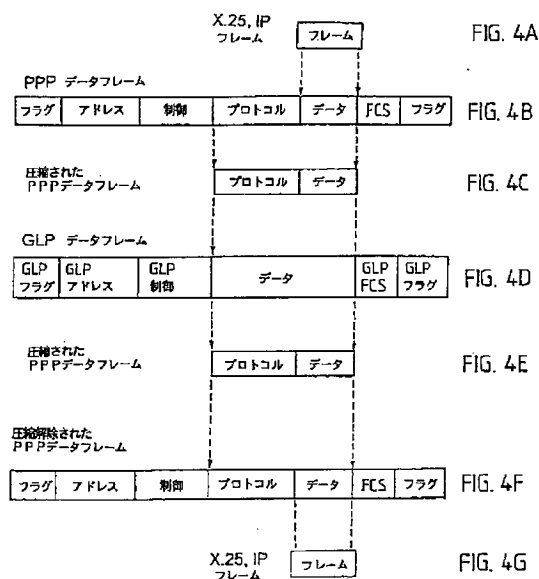 X.25, IP
フレーム
フレーム
FIG. 4A
PPP データフレーム
フラグ アドレス 制御 プロトコル データ FCS フラグ
FIG. 4B
圧縮された
PPPデータフレーム
プロトコル データ
FIG. 4C
GLP データフレーム
GLP フラグ GLP アドレス GLP 制御 データ GLP FCS GLP フラグ
FIG. 4D
圧縮された
PPPデータフレーム
プロトコル データ
FIG. 4E
圧縮解除された
PPPデータフレーム
フラグ アドレス 制御 プロトコル データ FCS フラグ
FIG. 4F
X.25, IP
フレーム
フレーム
FIG. 4G